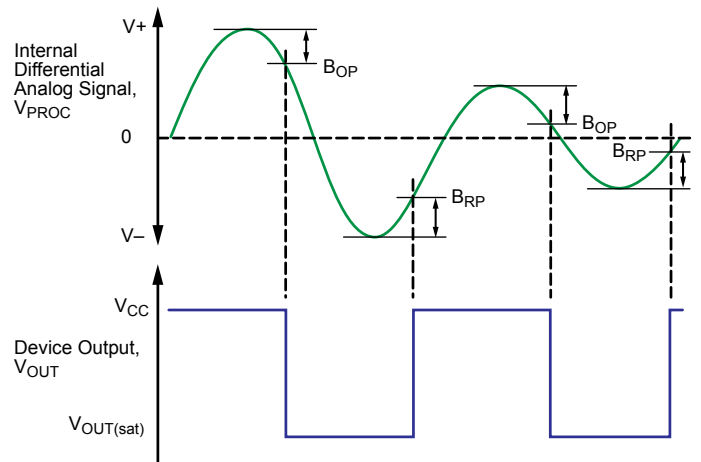 V+
Internal
Differential
Analog Signal,
VPROC
0
V–
BOP
BRP
BOP
BRP
VCC
Device Output,
VOUT
VOUT(sat)